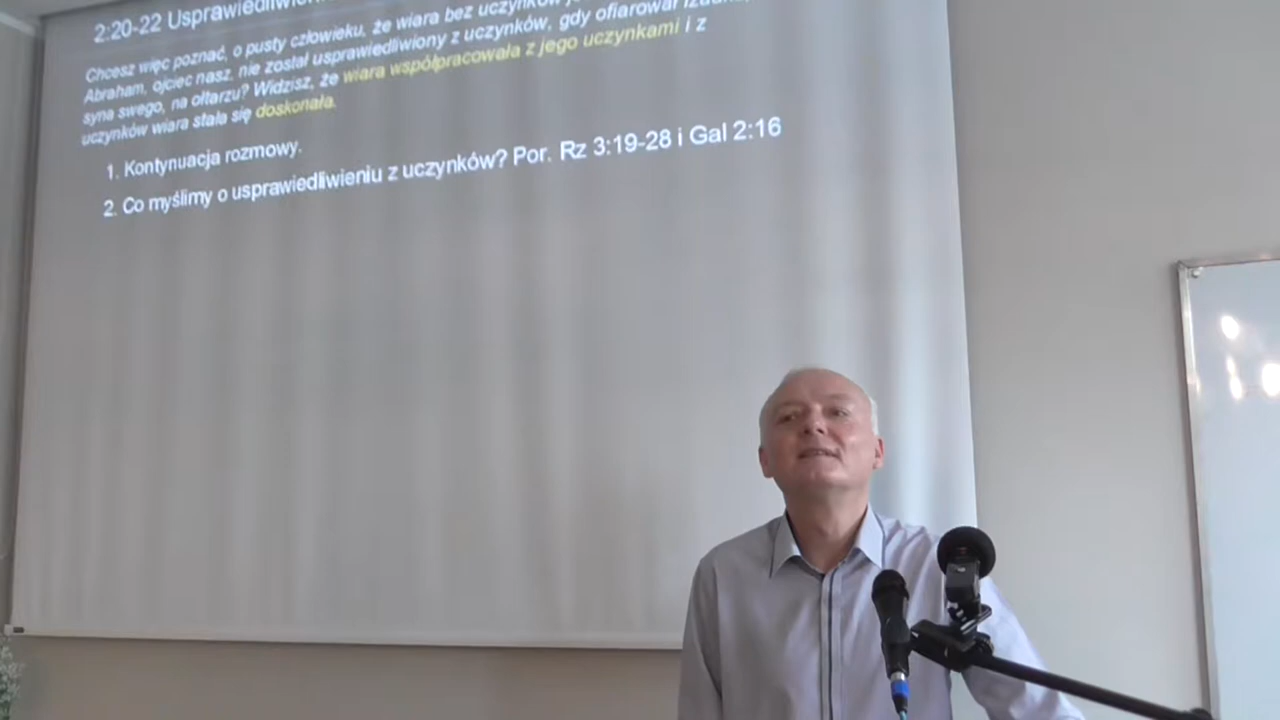 2:20-22
Chcesz więc poznać, o pusty człowieku, że wiara bez uczynków
Abraham, ojciec nasz, nie został usprawiedliwiony z uczynków, gdy ofiarował
syna swego, na ołtarzu? Widzisz, że wiara współpracowała z jego uczynkami i z
uczynków wiara stała się doskonała.
1. Kontynuacja rozmowy.
2. Co myślimy o usprawiedliwieniu z uczynków? Por. Rz 3:19-28 i Gal 2:16